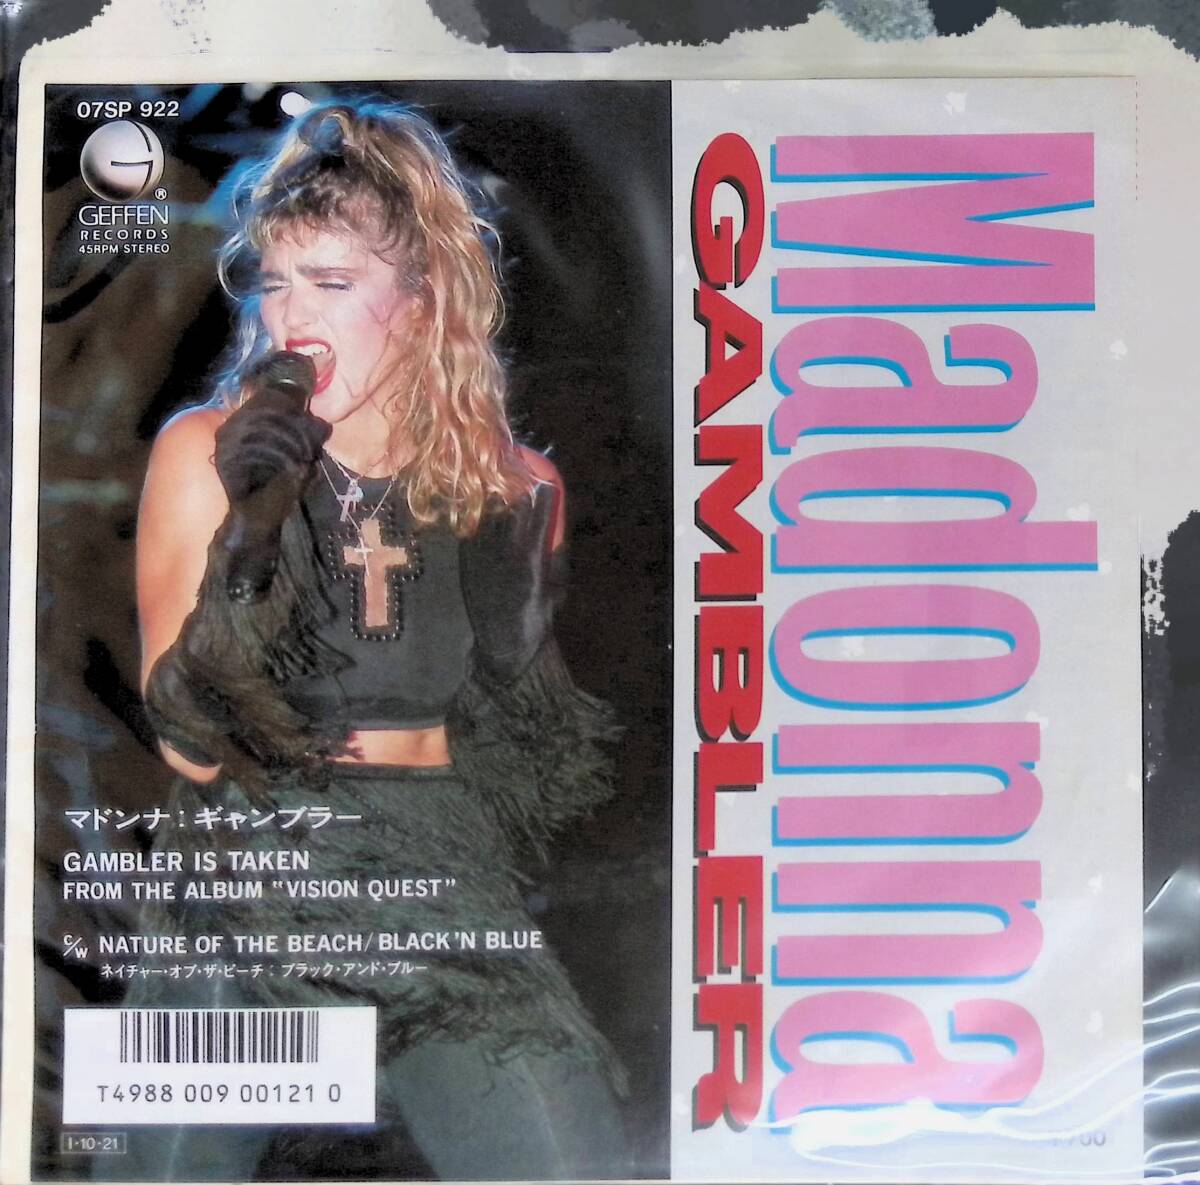 07SP 922
G
®
GEFFEN
RECORDS
45RPM STEREO
Madonna
GAMBLER
マドンナ：ギャンブラー
GAMBLER IS TAKEN
FROM THE ALBUM "VISION QUEST"
c/w NATURE OF THE BEACH/BLACK'N BLUE
ネイチャー・オブ・ザ・ビーチ：ブラック・アンド・ブルー
T4988 009 00121 0
I-10-21
¥700